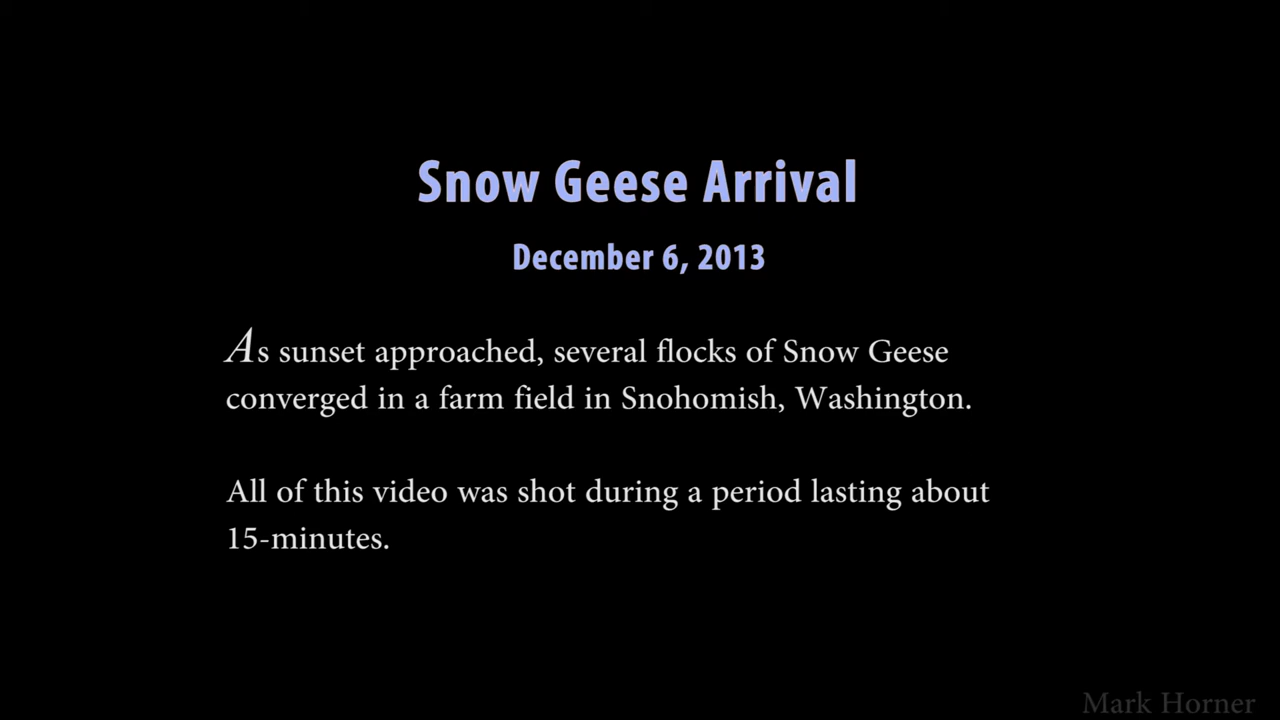 Snow Geese Arrival
December 6, 2013
As sunset approached, several flocks of Snow Geese
converged in a farm field in Snohomish, Washington.
All of this video was shot during a period lasting about
15-minutes.
Mark Horner